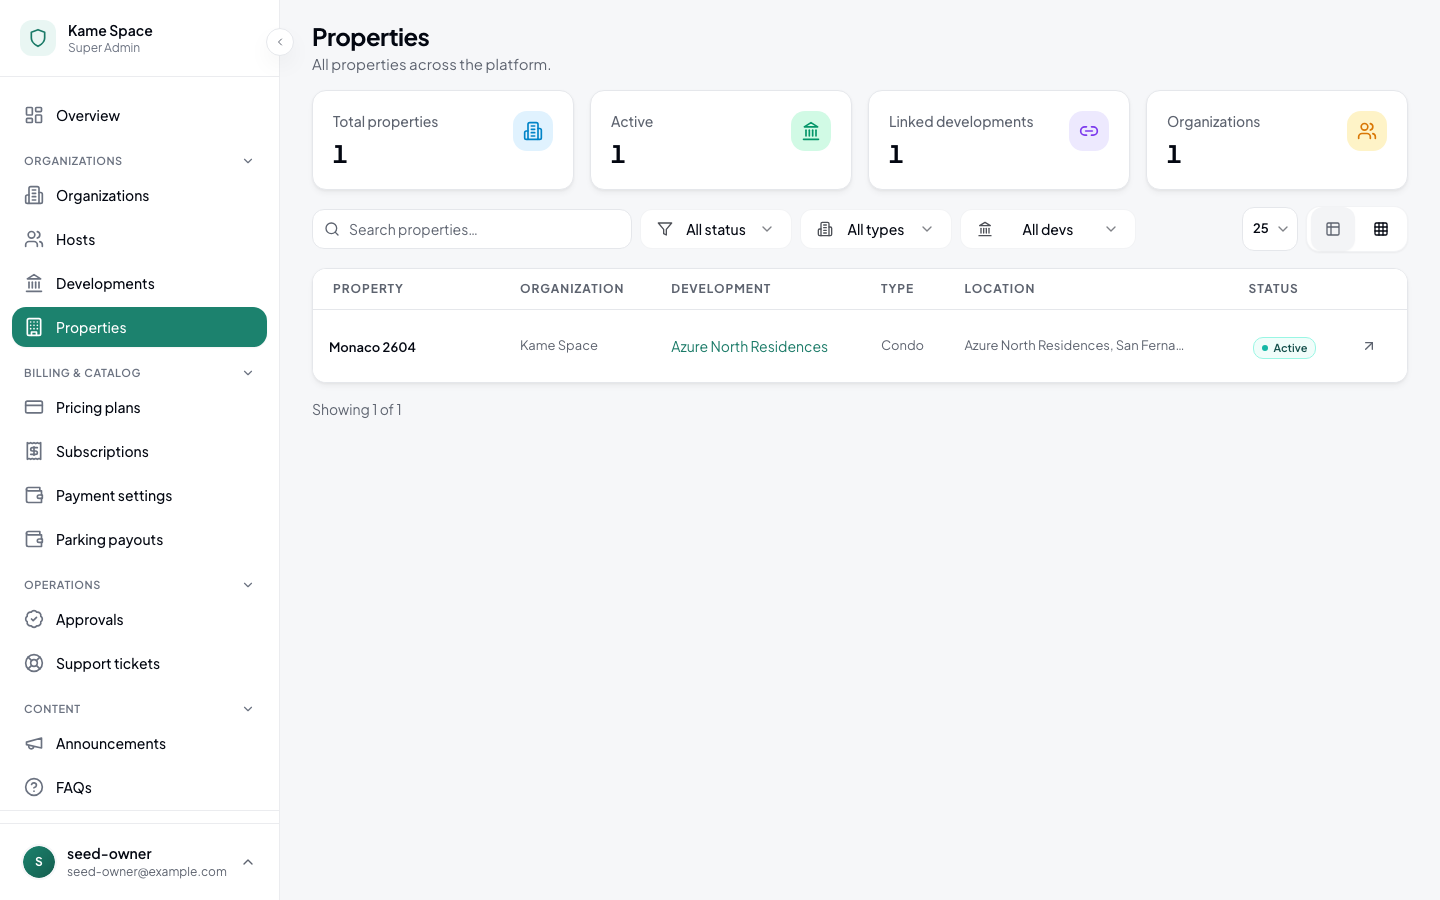 Kame Space
Super Admin
Overview
ORGANIZATIONS
Organizations
Hosts
Developments
Properties
BILLING & CATALOG
Pricing plans
Subscriptions
Payment settings
Parking payouts
OPERATIONS
Approvals
Support tickets
CONTENT
Announcements
FAQs
S
seed-owner
seed-owner@example.com
Properties
All properties across the platform.
Total properties
1
Active
1
Linked developments
1
Organizations
1
Search properties...
All status
All types
All devs
25
PROPERTY ORGANIZATION DEVELOPMENT TYPE LOCATION STATUS
Monaco 2604 Kame Space Azure North Residences Condo Azure North Residences, San Ferna... Active
Showing 1 of 1